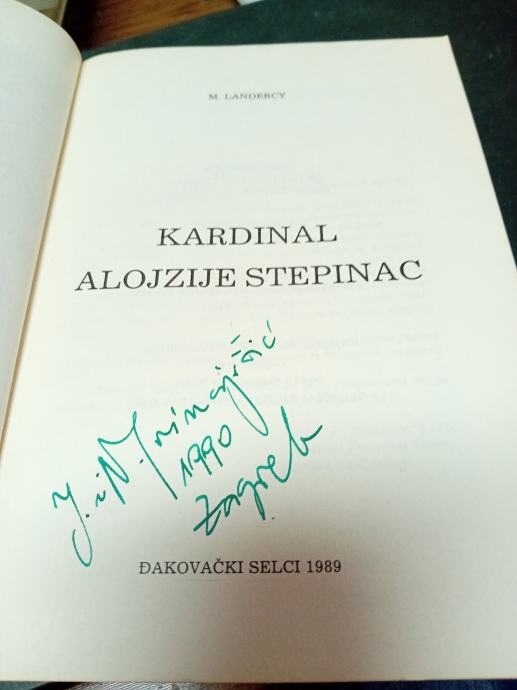 M. LANDERCY
KARDINAL
ALOJZIJE STEPINAC
J. i N.
1990
Zagreb
ĐAKOVAČKI SELCI 1989